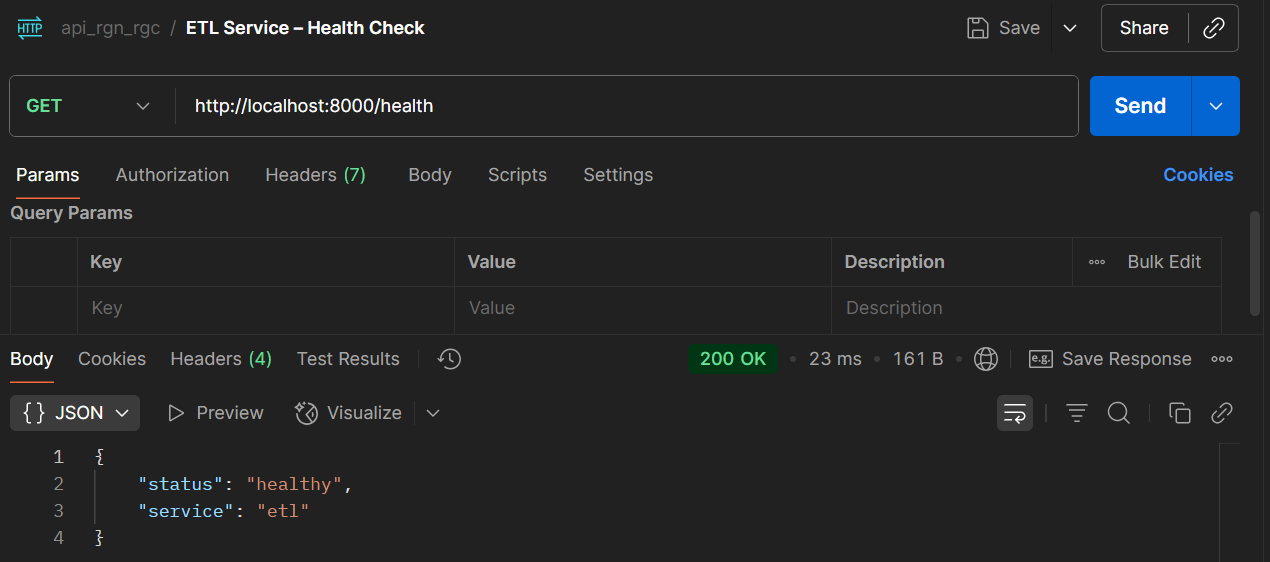 HTTP api_rgn_rgc / ETL Service – Health Check Save Share
GET http://localhost:8000/health Send
Params Authorization Headers (7) Body Scripts Settings Cookies
Query Params
Key Value Description Bulk Edit
Key Value Description
Body Cookies Headers (4) Test Results 200 OK • 23 ms • 161 B • e.g. Save Response
{} JSON Preview Visualize
1 {
2 "status": "healthy",
3 "service": "etl"
4 }